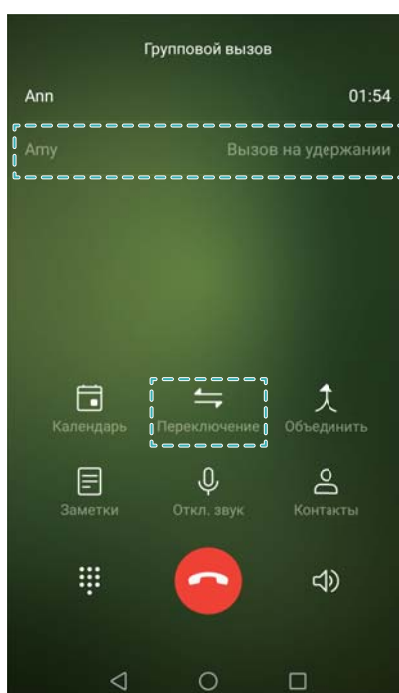 Групповой вызов
Ann 01:54
Amy Вызов на удержании
Календарь Переключение Объединить
Заметки Откл. звук Контакты